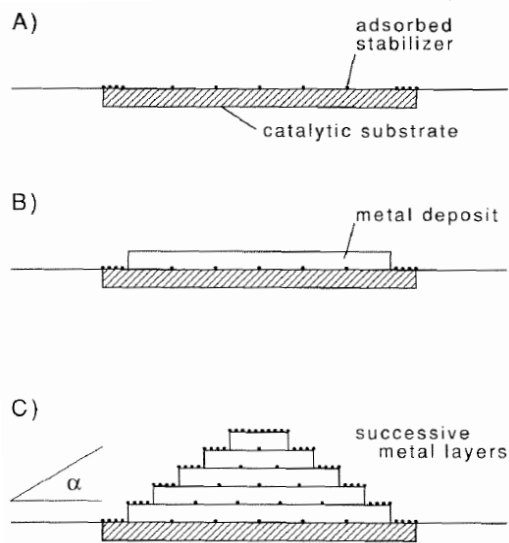 A)
adsorbed
stabilizer
catalytic substrate
B)
metal deposit
C)
successive
metal layers
α